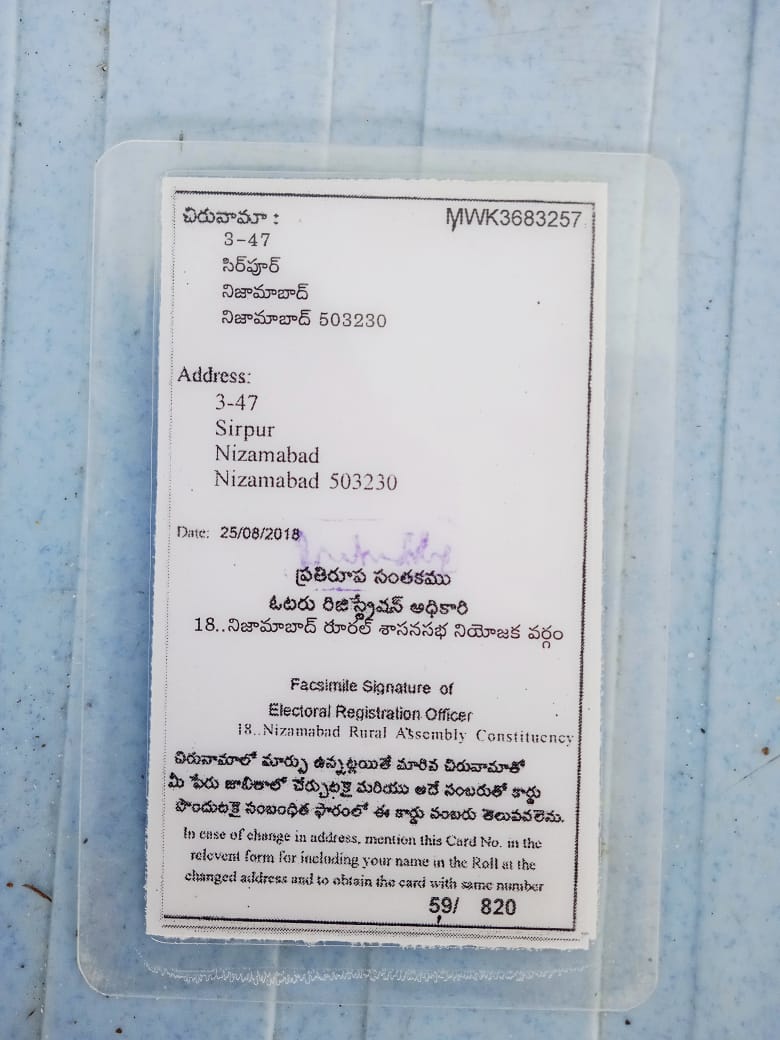 చిరునామా :
MWK3683257
3-47
సిర్‌పూర్
నిజామాబాద్
నిజామాబాద్ 503230
Address:
3-47
Sirpur
Nizamabad
Nizamabad 503230
Date: 25/08/2018
ప్రతిరూప సంతకము
ఓటరు రిజిస్ట్రేషన్ అధికారి
18..నిజామాబాద్ రూరల్ శాసనసభ నియోజక వర్గం
Facsimile Signature of
Electoral Registration Officer
18..Nizamabad Rural Assembly Constituency
చిరునామాలో మార్పు ఉన్నట్లయితే మారిన చిరునామాతో
మీ పేరు జాబితాలో చేర్చుటకై మరియు అదే నంబరుతో కార్డు
పొందుటకై సంబంధిత ఫారంలో ఈ కార్డు నంబరు తెలుపవలెను.
In case of change in address, mention this Card No. in the
relevent form for including your name in the Roll at the
changed address and to obtain the card with same number
59/ 820